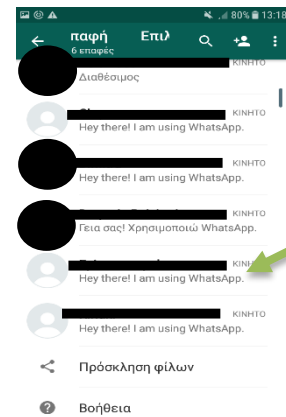 80% 13:18
παφή Επιλ
6 επαφές
ΚΙΝΗΤΟ
Διαθέσιμος
ΚΙΝΗΤΟ
Hey there! I am using WhatsApp.
ΚΙΝΗΤΟ
Hey there! I am using WhatsApp.
ΚΙΝΗΤΟ
Γεια σας! Χρησιμοποιώ WhatsApp.
ΚΙΝΗ
Hey there! I am using WhatsApp.
ΚΙΝΗΤΟ
Hey there! I am using WhatsApp.
Πρόσκληση φίλων
Βοήθεια